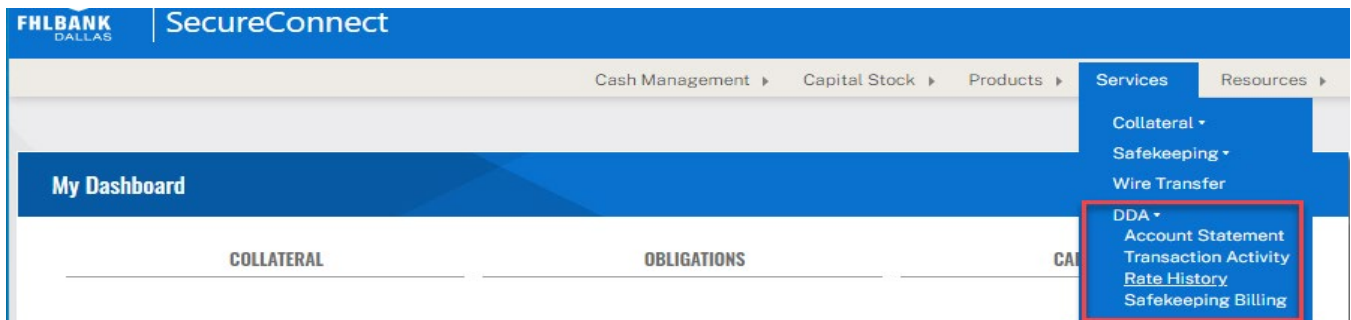 FHLBANK
DALLAS
SecureConnect
Cash Management ▸ Capital Stock ▸ Products ▸ Services Resources ▸
Collateral ▾
Safekeeping ▾
Wire Transfer
My Dashboard
DDA ▾
Account Statement
Transaction Activity
Rate History
Safekeeping Billing
COLLATERAL OBLIGATIONS